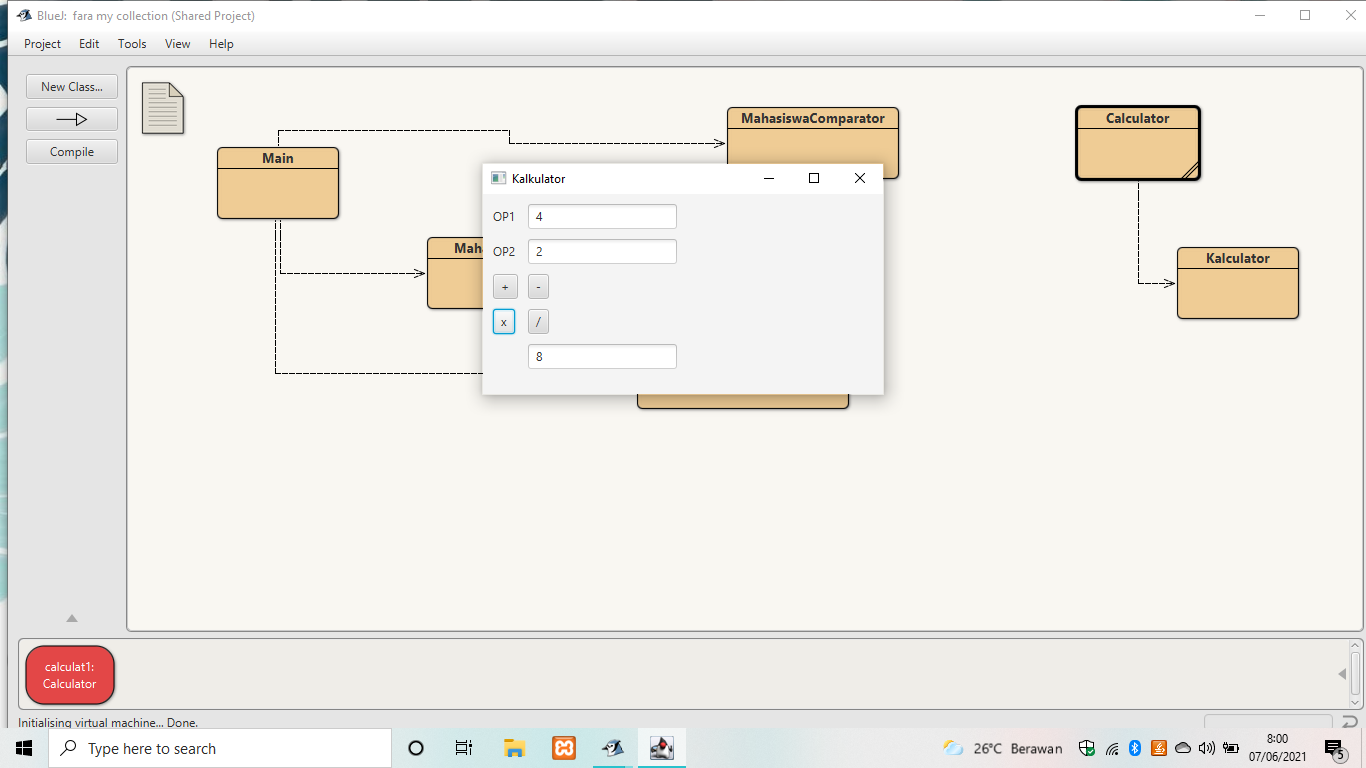 BlueJ: fara my collection (Shared Project)
Project Edit Tools View Help
New Class...
Compile
Main
MahasiswaComparator
Calculator
Kalculator
Kalkulator
OP1 4
OP2 2
+ -
x /
8
calculat1:
Calculator
Initialising virtual machine... Done.
Type here to search
26°C Berawan
8:00
07/06/2021
5